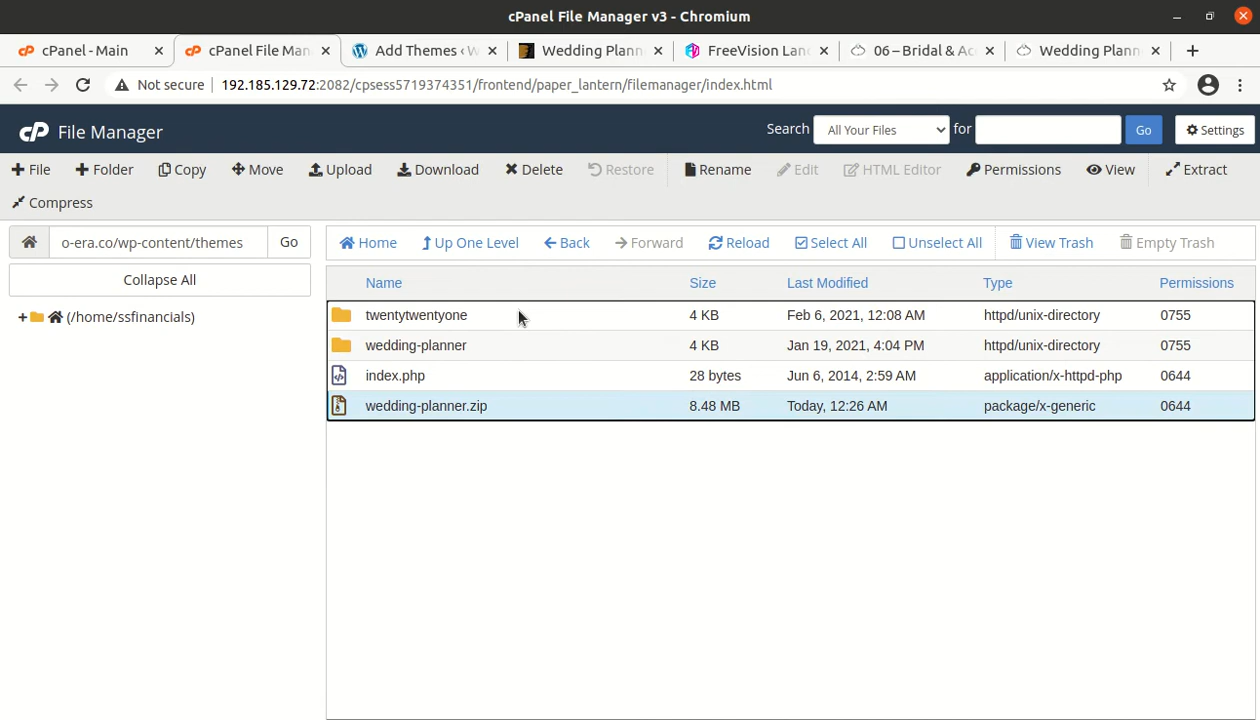 cPanel File Manager v3 - Chromium
cPanel - Main
cPanel File Man
Add Themes ‹ W
Wedding Plann
FreeVision Lan
06 – Bridal & Ac
Wedding Plann
Not secure 192.185.129.72:2082/cpsess5719374351/frontend/paper_lantern/filemanager/index.html
cP File Manager Search All Your Files for Go Settings
+ File + Folder Copy Move Upload Download Delete Restore Rename Edit HTML Editor Permissions View Extract
Compress
o-era.co/wp-content/themes Go Home Up One Level Back Forward Reload Select All Unselect All View Trash Empty Trash
Collapse All
Name Size Last Modified Type Permissions
+ (/home/ssfinancials)
twentytwentyone 4 KB Feb 6, 2021, 12:08 AM httpd/unix-directory 0755
wedding-planner 4 KB Jan 19, 2021, 4:04 PM httpd/unix-directory 0755
index.php 28 bytes Jun 6, 2014, 2:59 AM application/x-httpd-php 0644
wedding-planner.zip 8.48 MB Today, 12:26 AM package/x-generic 0644